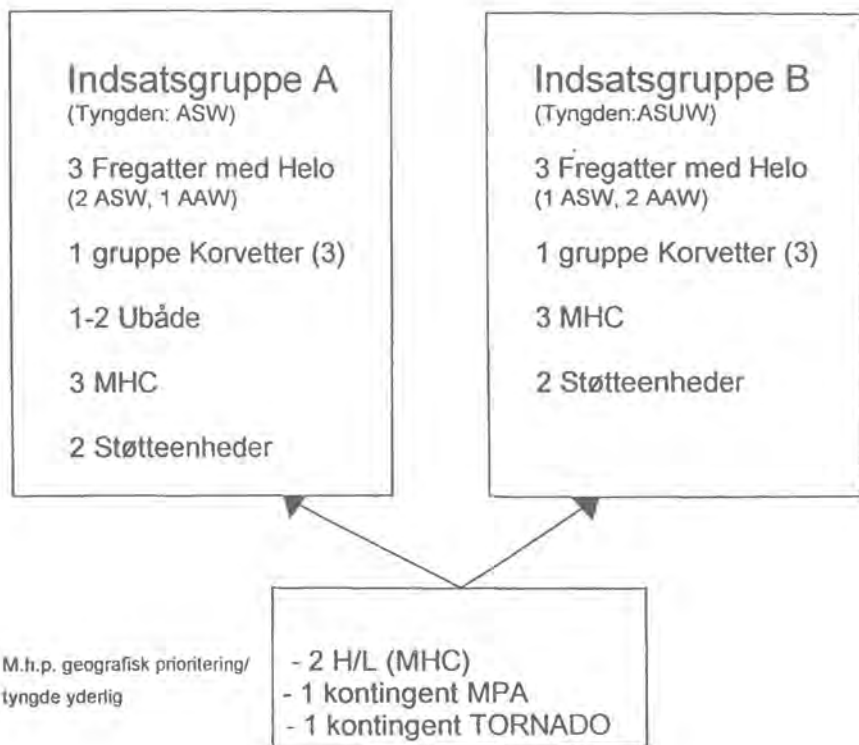 Indsatsgruppe A
(Tyngden: ASW)
3 Fregatter med Helo
(2 ASW, 1 AAW)
1 gruppe Korvetter (3)
1-2 Ubåde
3 MHC
2 Støtteenheder
Indsatsgruppe B
(Tyngden:ASUW)
3 Fregatter med Helo
(1 ASW, 2 AAW)
1 gruppe Korvetter (3)
3 MHC
2 Støtteenheder
M.h.p. geografisk prioritering/
tyngde yderlig
- 2 H/L (MHC)
- 1 kontingent MPA
- 1 kontingent TORNADO